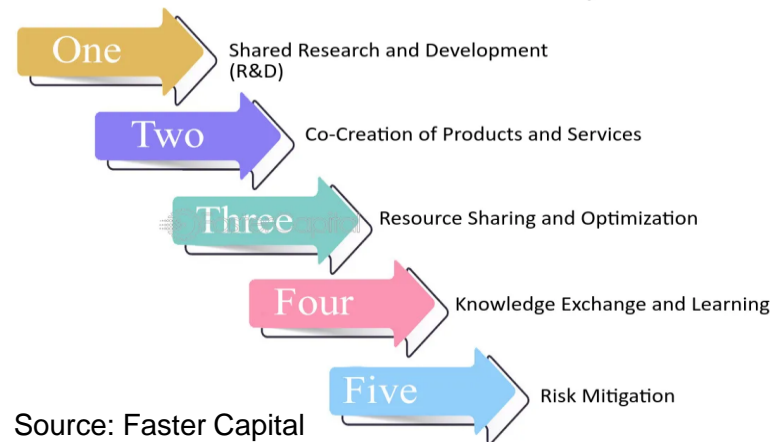 One
Shared Research and Development
(R&D)
Two
Co-Creation of Products and Services
Three
Resource Sharing and Optimization
Four
Knowledge Exchange and Learning
Five
Risk Mitigation
Source: Faster Capital